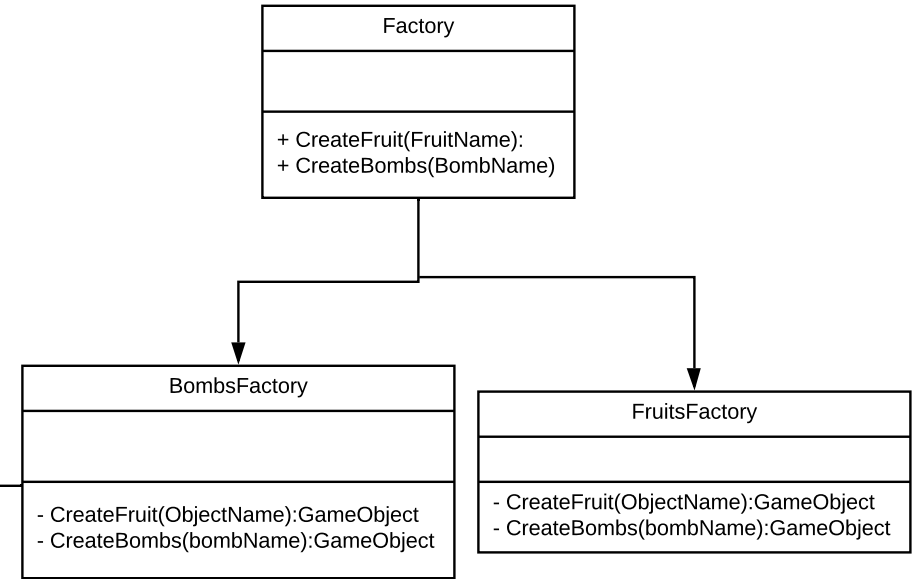 Factory
+ CreateFruit(FruitName):
+ CreateBombs(BombName)
BombsFactory
- CreateFruit(ObjectName):GameObject
- CreateBombs(bombName):GameObject
FruitsFactory
- CreateFruit(ObjectName):GameObject
- CreateBombs(bombName):GameObject